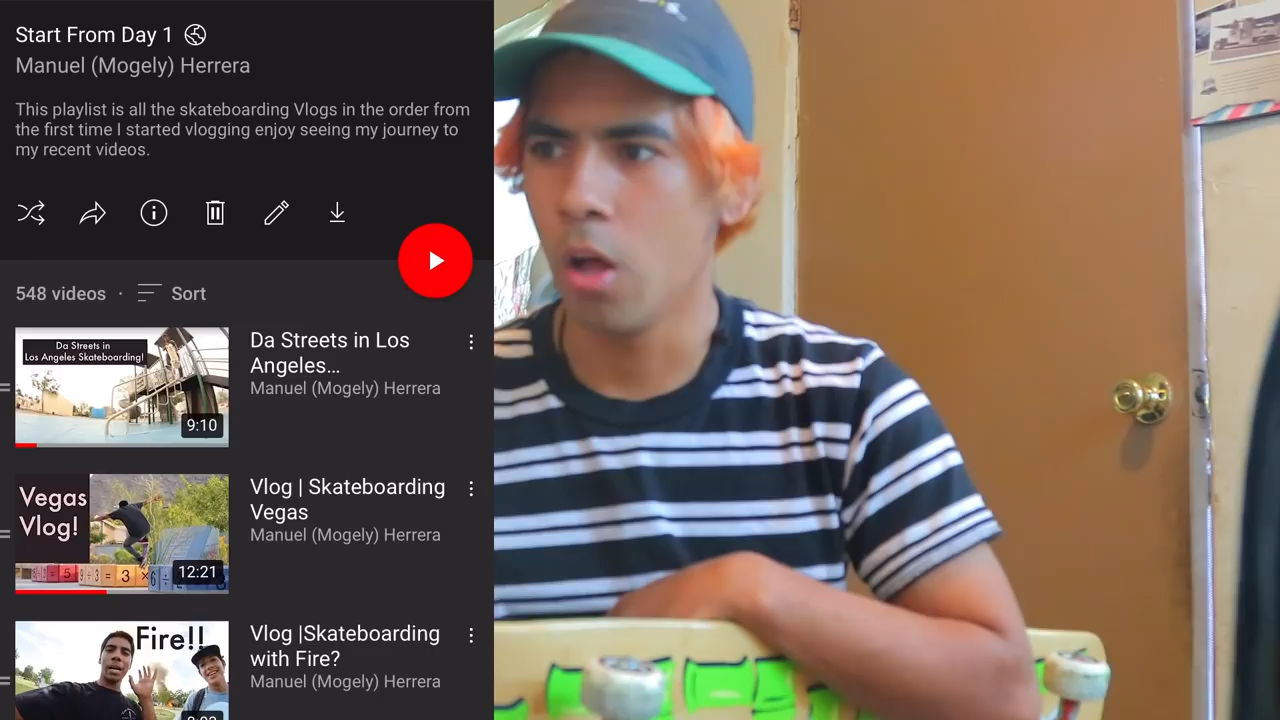 Start From Day 1
Manuel (Mogely) Herrera
This playlist is all the skateboarding Vlogs in the order from
the first time I started vlogging enjoy seeing my journey to
my recent videos.
548 videos · Sort
Da Streets in
Los Angeles Skateboarding!
9:10
Da Streets in Los
Angeles...
Manuel (Mogely) Herrera
Vegas
Vlog!
12:21
Vlog | Skateboarding
Vegas
Manuel (Mogely) Herrera
Fire!!
Vlog |Skateboarding
with Fire?
Manuel (Mogely) Herrera